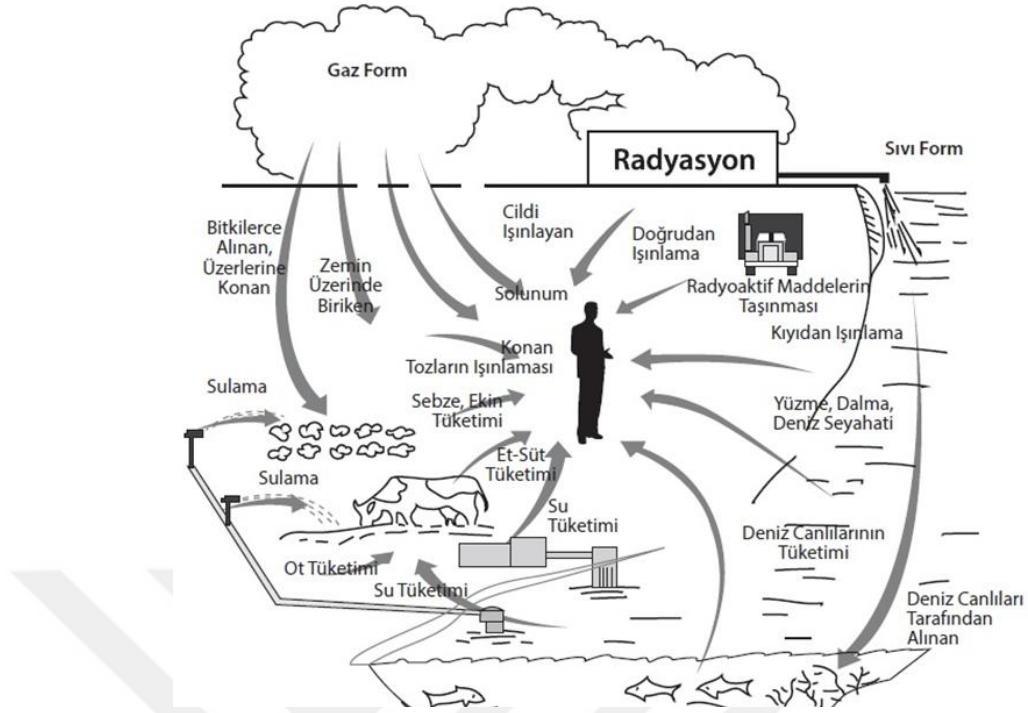 Gaz Form
Radyasyon
Sıvı Form
Bitkilerce
Alınan,
Üzerlerine
Konan
Zemin
Üzerinde
Biriken
Cildi
Işınlayan
Doğrudan
Işınlama
Solunum
Radyoaktif Maddelerin
Taşınması
Kıyıdan Işınlama
Konan
Tozların Işınlaması
Sulama
Sebze, Ekin
Tüketimi
Yüzme, Dalma,
Deniz Seyahati
Et-Süt
Tüketimi
Sulama
Su
Tüketimi
Deniz Canlılarının
Tüketimi
Ot Tüketimi
Su Tüketimi
Deniz Canlıları
Tarafından
Alınan